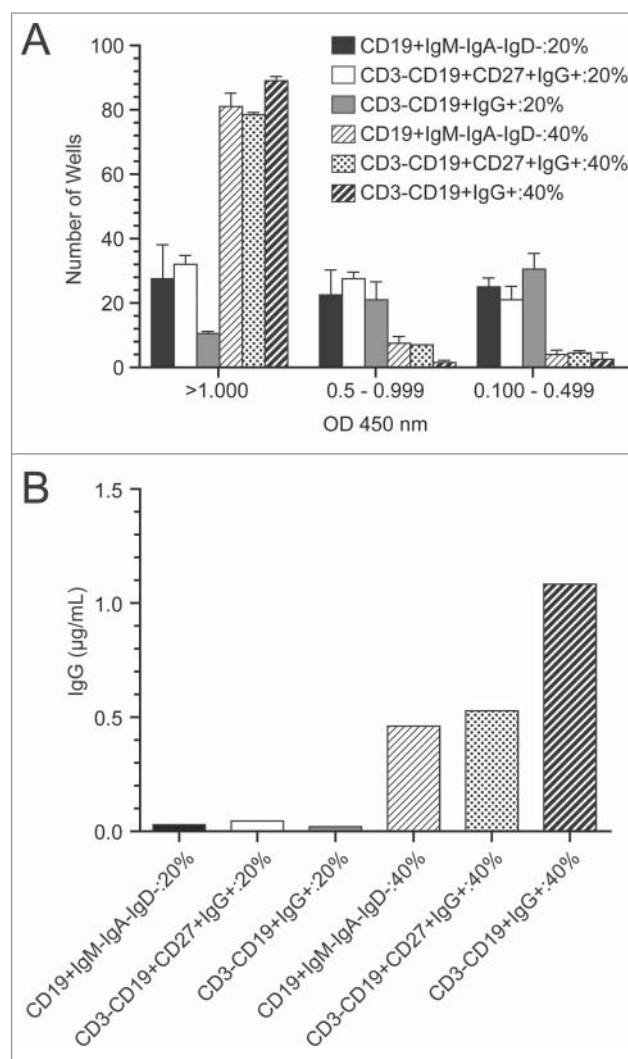 A
100
80
60
40
20
0
Number of Wells
CD19+IgM-IgA-IgD-:20%
CD3-CD19+CD27+IgG+:20%
CD3-CD19+IgG+:20%
CD19+IgM-IgA-IgD-:40%
CD3-CD19+CD27+IgG+:40%
CD3-CD19+IgG+:40%
>1.000
0.5 - 0.999
0.100 - 0.499
OD 450 nm
B
1.5
1.0
0.5
0.0
IgG (µg/mL)
CD19+IgM-IgA-IgD-:20%
CD3-CD19+CD27+IgG+:20%
CD3-CD19+IgG+:20%
CD19+IgM-IgA-IgD-:40%
CD3-CD19+CD27+IgG+:40%
CD3-CD19+IgG+:40%